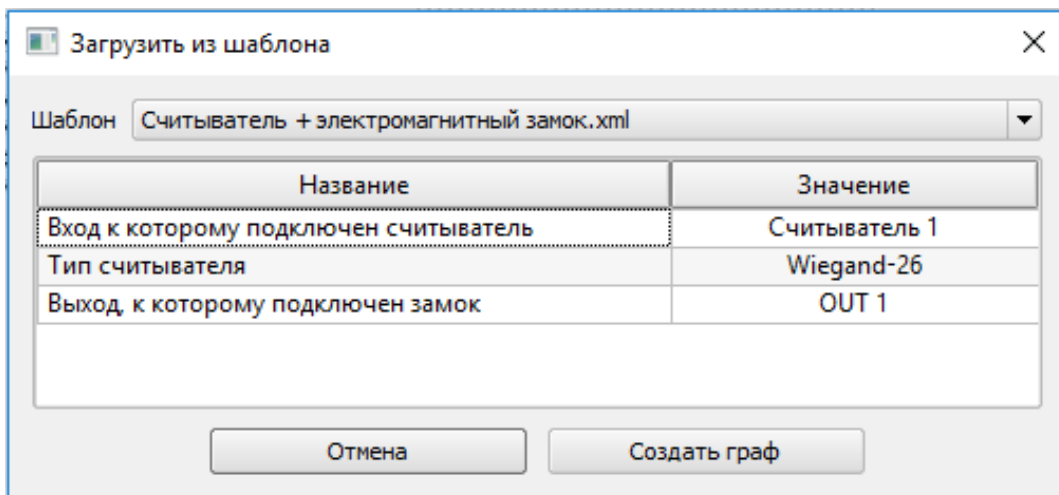 Загрузить из шаблона
Шаблон Считыватель + электромагнитный замок.xml
Название Значение
Вход к которому подключен считыватель Считыватель 1
Тип считывателя Wiegand-26
Выход, к которому подключен замок OUT 1
Отмена Создать граф